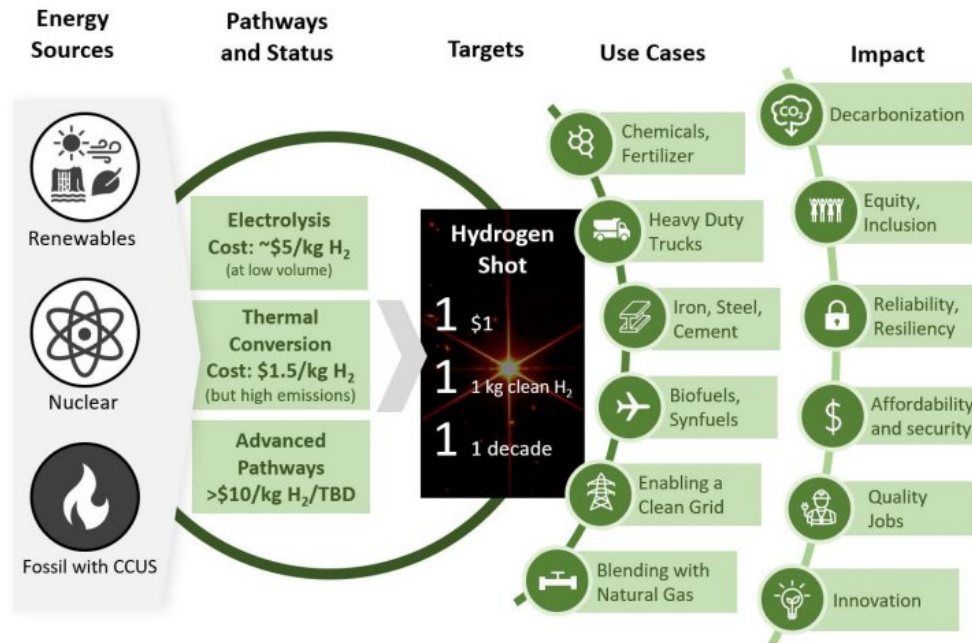 Energy
Sources
Pathways
and Status
Targets
Use Cases
Impact
Renewables
Nuclear
Fossil with CCUS
Electrolysis
Cost: ~$5/kg H₂
(at low volume)
Thermal
Conversion
Cost: $1.5/kg H₂
(but high emissions)
Advanced
Pathways
>$10/kg H₂/TBD
Hydrogen
Shot
1 $1
1 1 kg clean H₂
1 1 decade
Chemicals,
Fertilizer
Heavy Duty
Trucks
Iron, Steel,
Cement
Biofuels,
Synfuels
Enabling a
Clean Grid
Blending with
Natural Gas
CO₂
Decarbonization
Equity,
Inclusion
Reliability,
Resiliency
$
Affordability
and security
Quality
Jobs
Innovation